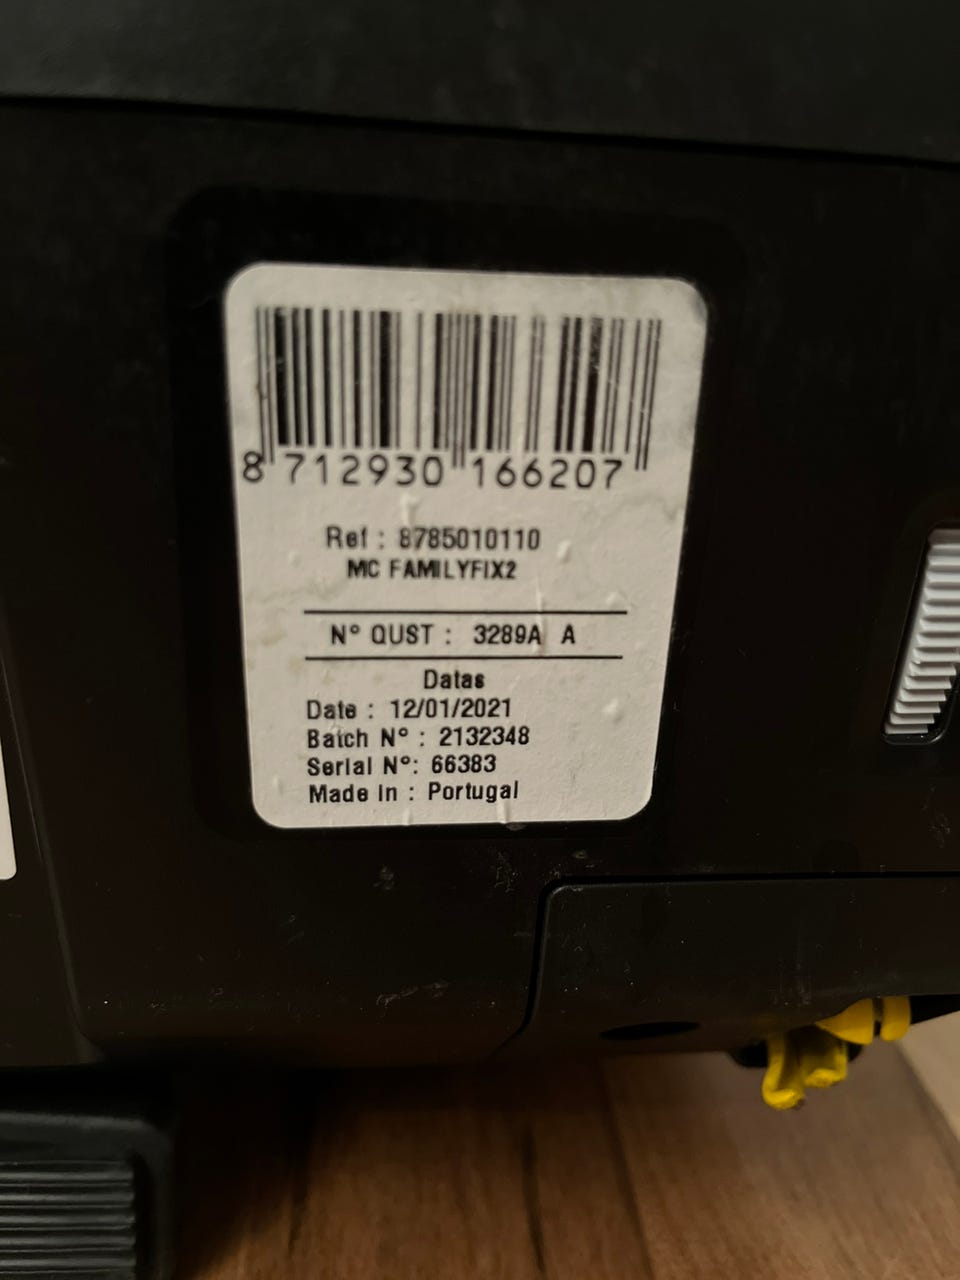 8 712930 166207
Ref : 8785010110
MC FAMILYFIX2
N° QUST : 3289A A
Datas
Date : 12/01/2021
Batch N° : 2132348
Serial N°: 66383
Made in : Portugal